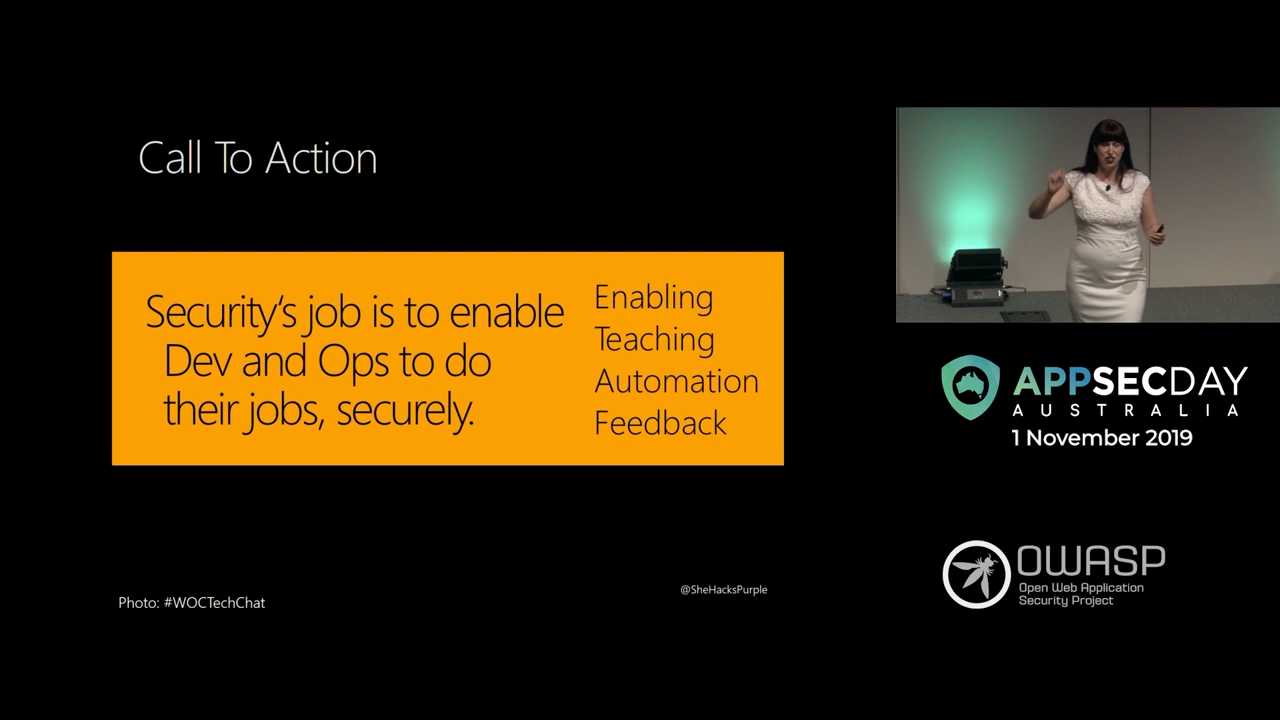 Call To Action
Security's job is to enable
Dev and Ops to do
their jobs, securely.
Enabling
Teaching
Automation
Feedback
Photo: #WOCTechChat
@SheHacksPurple
APPSECDAY
AUSTRALIA
1 November 2019
OWASP
Open Web Application
Security Project